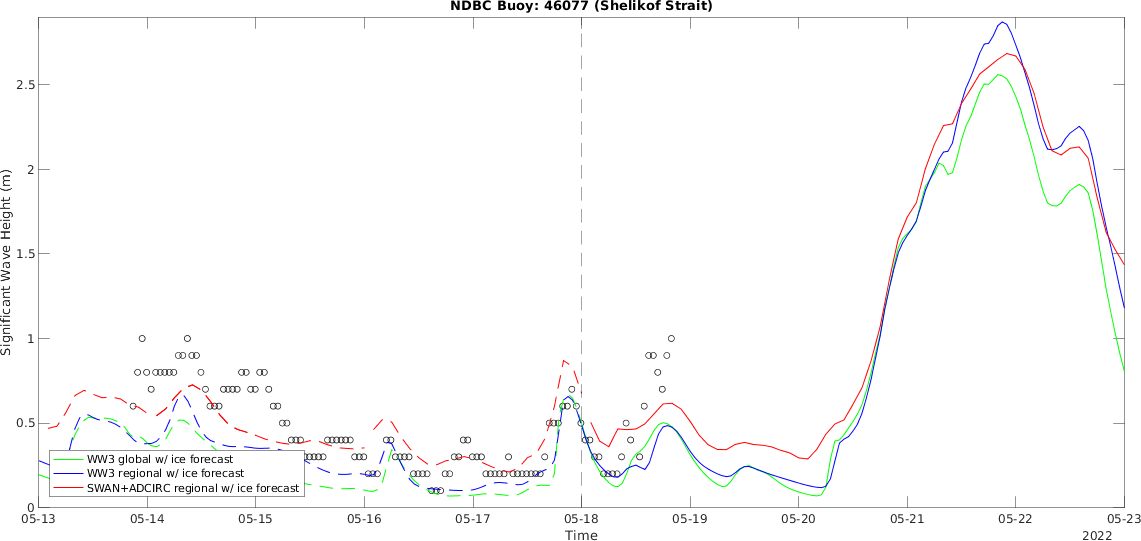 NDBC Buoy: 46077 (Shelikof Strait)
Significant Wave Height (m)
2.5
2
1.5
1
0.5
0
WW3 global w/ ice forecast
WW3 regional w/ ice forecast
SWAN+ADCIRC regional w/ ice forecast
05-13 05-14 05-15 05-16 05-17 05-18 05-19 05-20 05-21 05-22 05-23
Time
2022